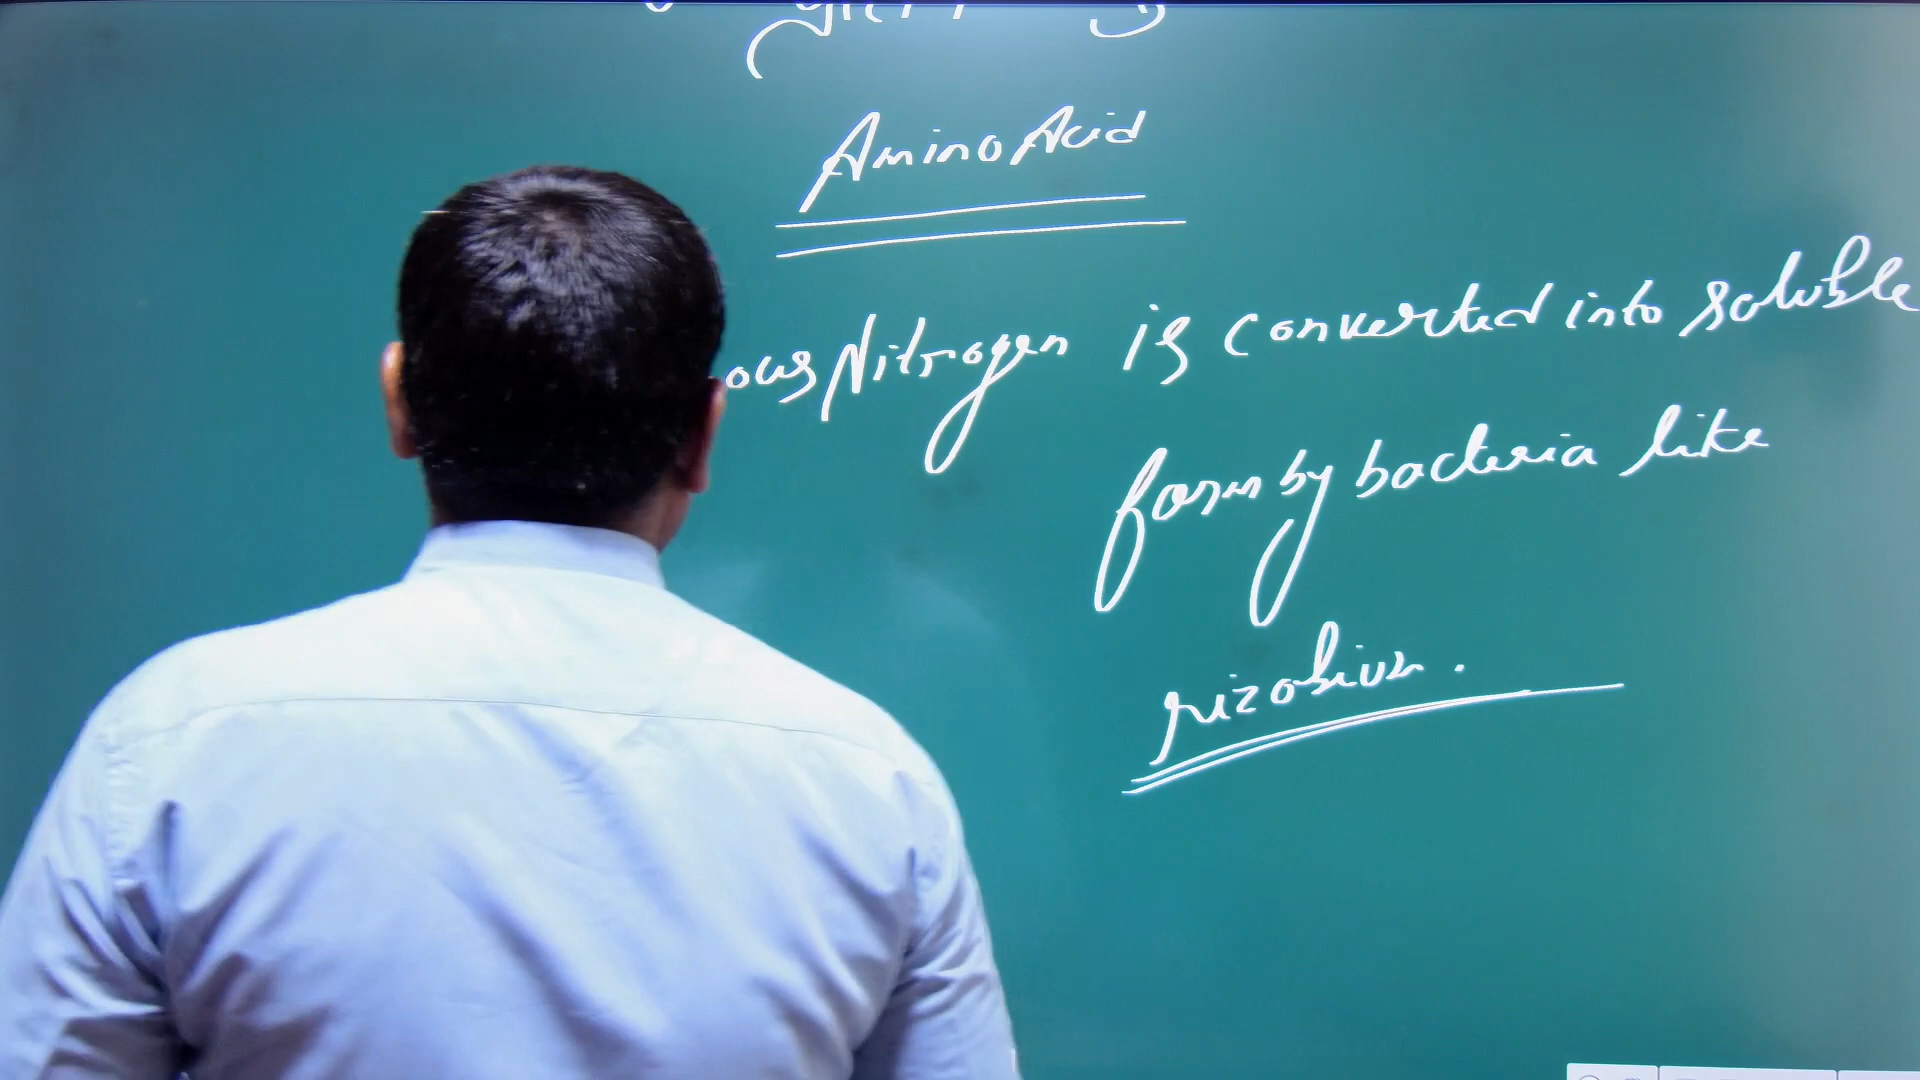 Amino Acid
ous Nitrogen is converted into soluble
form by bacteria like
rizobium.